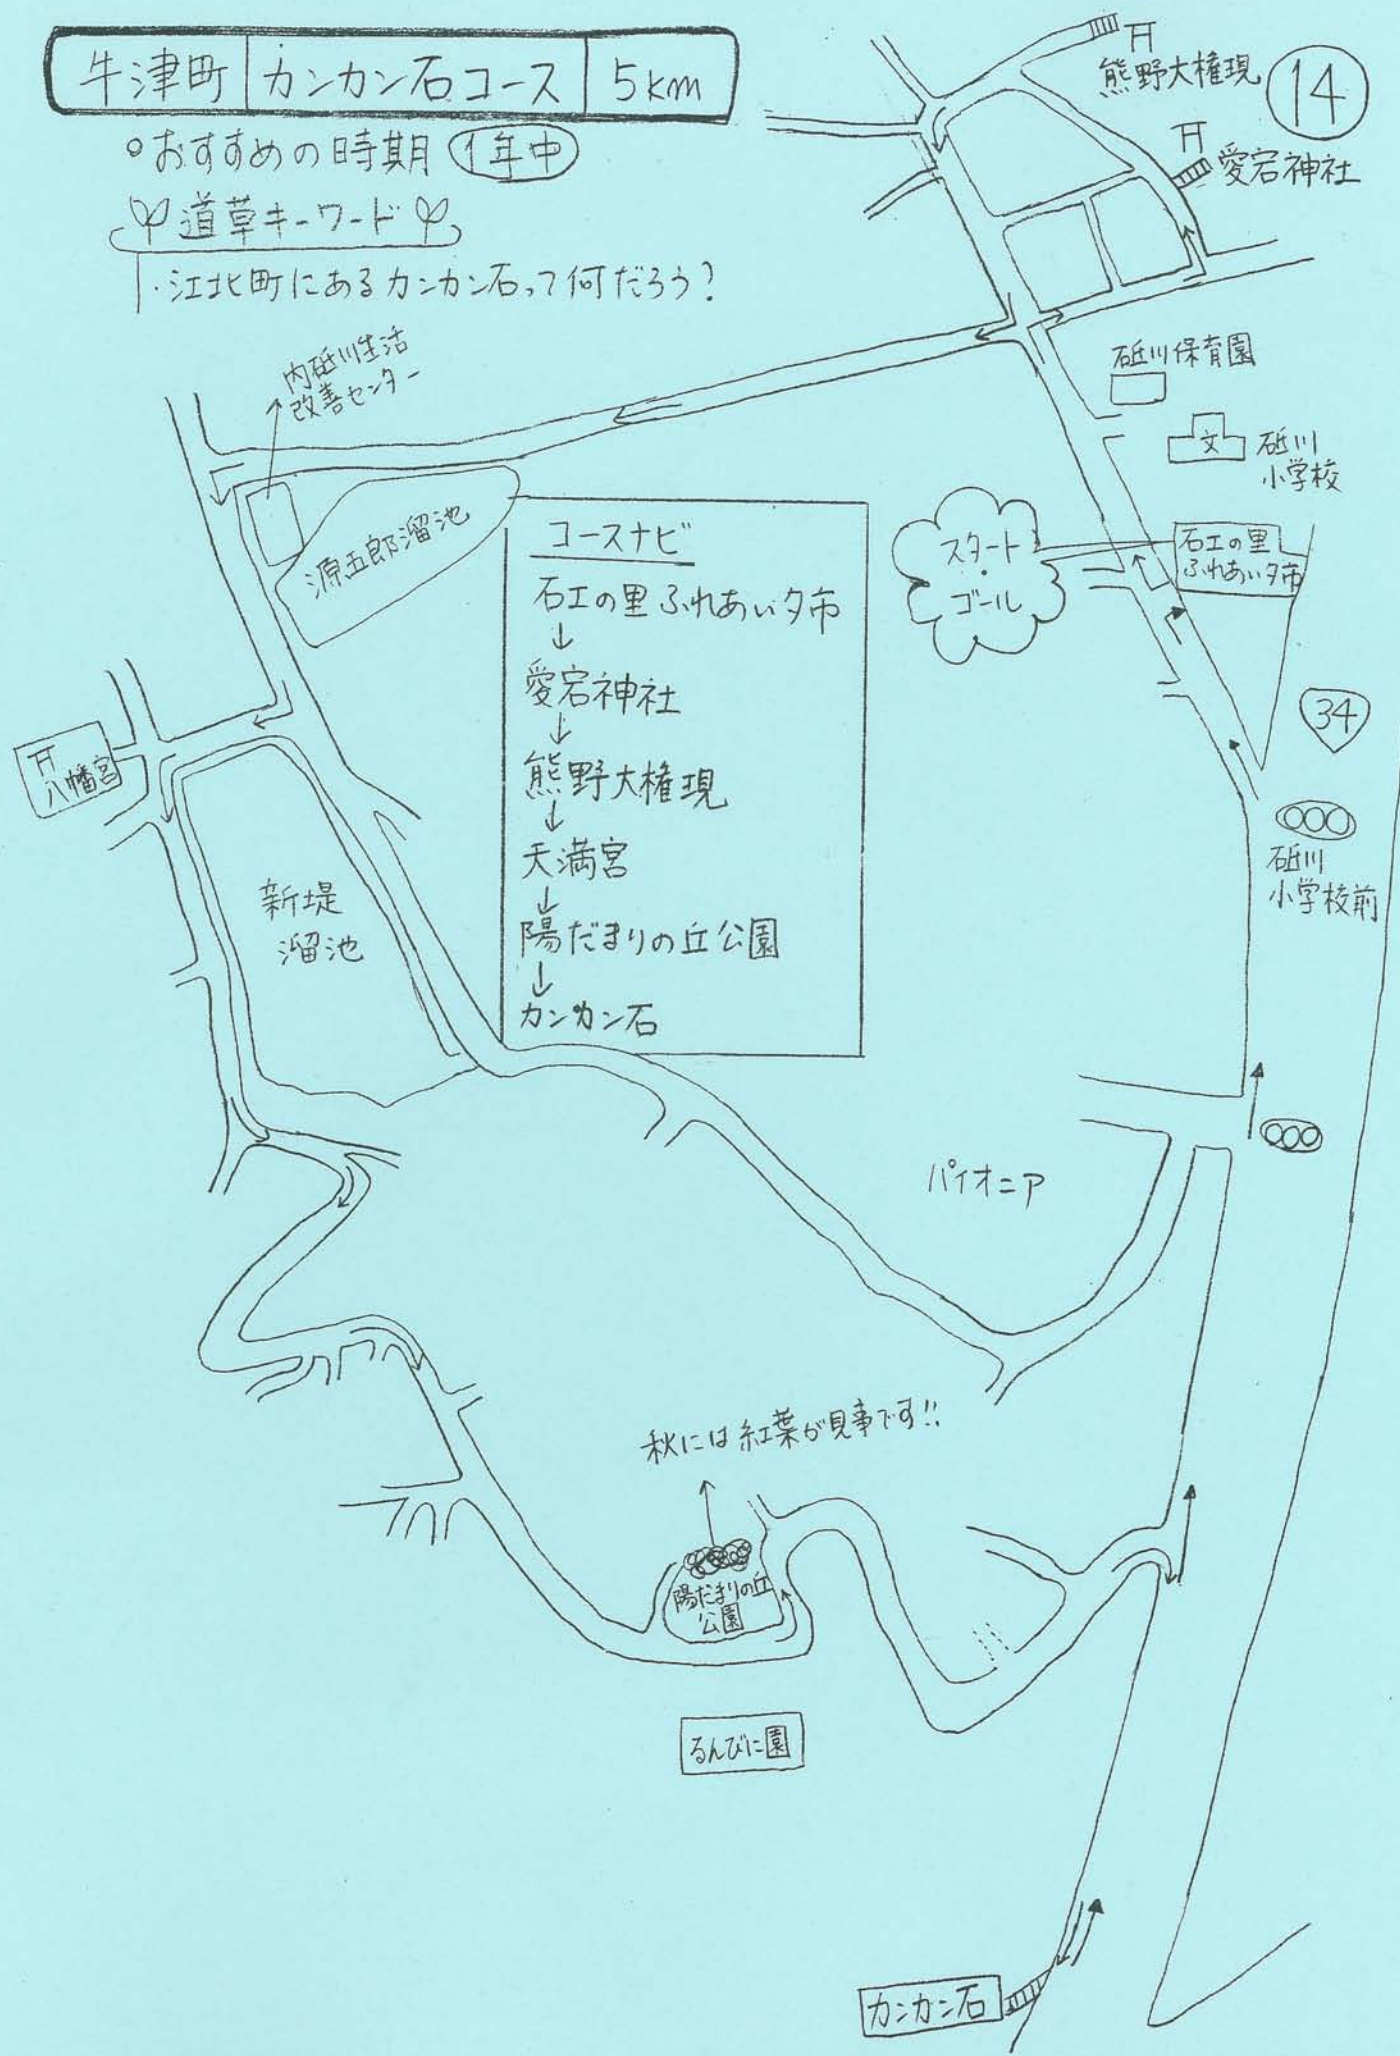 牛津町 カンカン石コース 5km
14
○おすすめの時期 1年中
道草キーワード
・江北町にあるカンカン石って何だろう?
熊野大権現
愛宕神社
内砥川生活
改善センター
砥川保育園
文
砥川
小学校
源五郎溜池
スタート
・
ゴール
石工の里
ふれあい夕市
コースナビ
石工の里ふれあい夕市
↓
愛宕神社
↓
熊野大権現
↓
天満宮
↓
陽だまりの丘公園
↓
カンカン石
34
八幡宮
砥川
小学校前
新堤
溜池
パイオニア
秋には紅葉が見事です!!
陽だまりの丘
公園
るんびに園
カンカン石